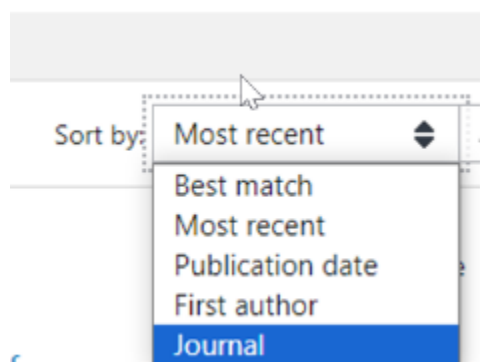 Sort by: Most recent
Best match
Most recent
Publication date
First author
Journal